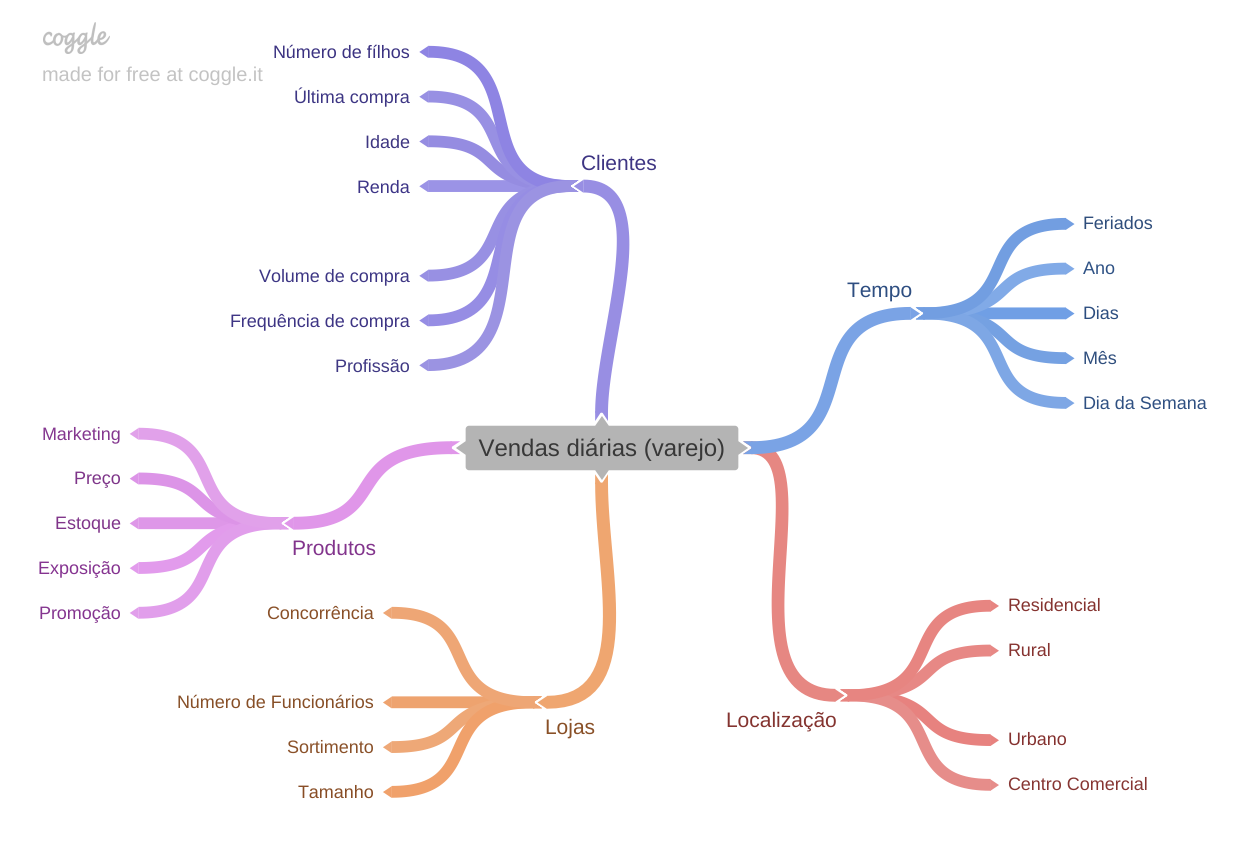 coggle
made for free at coggle.it
Número de fílhos
Última compra
Idade
Renda
Volume de compra
Frequência de compra
Profissão
Clientes
Tempo
Feriados
Ano
Dias
Mês
Dia da Semana
Vendas diárias (varejo)
Marketing
Preço
Estoque
Exposição
Promoção
Produtos
Concorrência
Número de Funcionários
Sortimento
Tamanho
Lojas
Localização
Residencial
Rural
Urbano
Centro Comercial